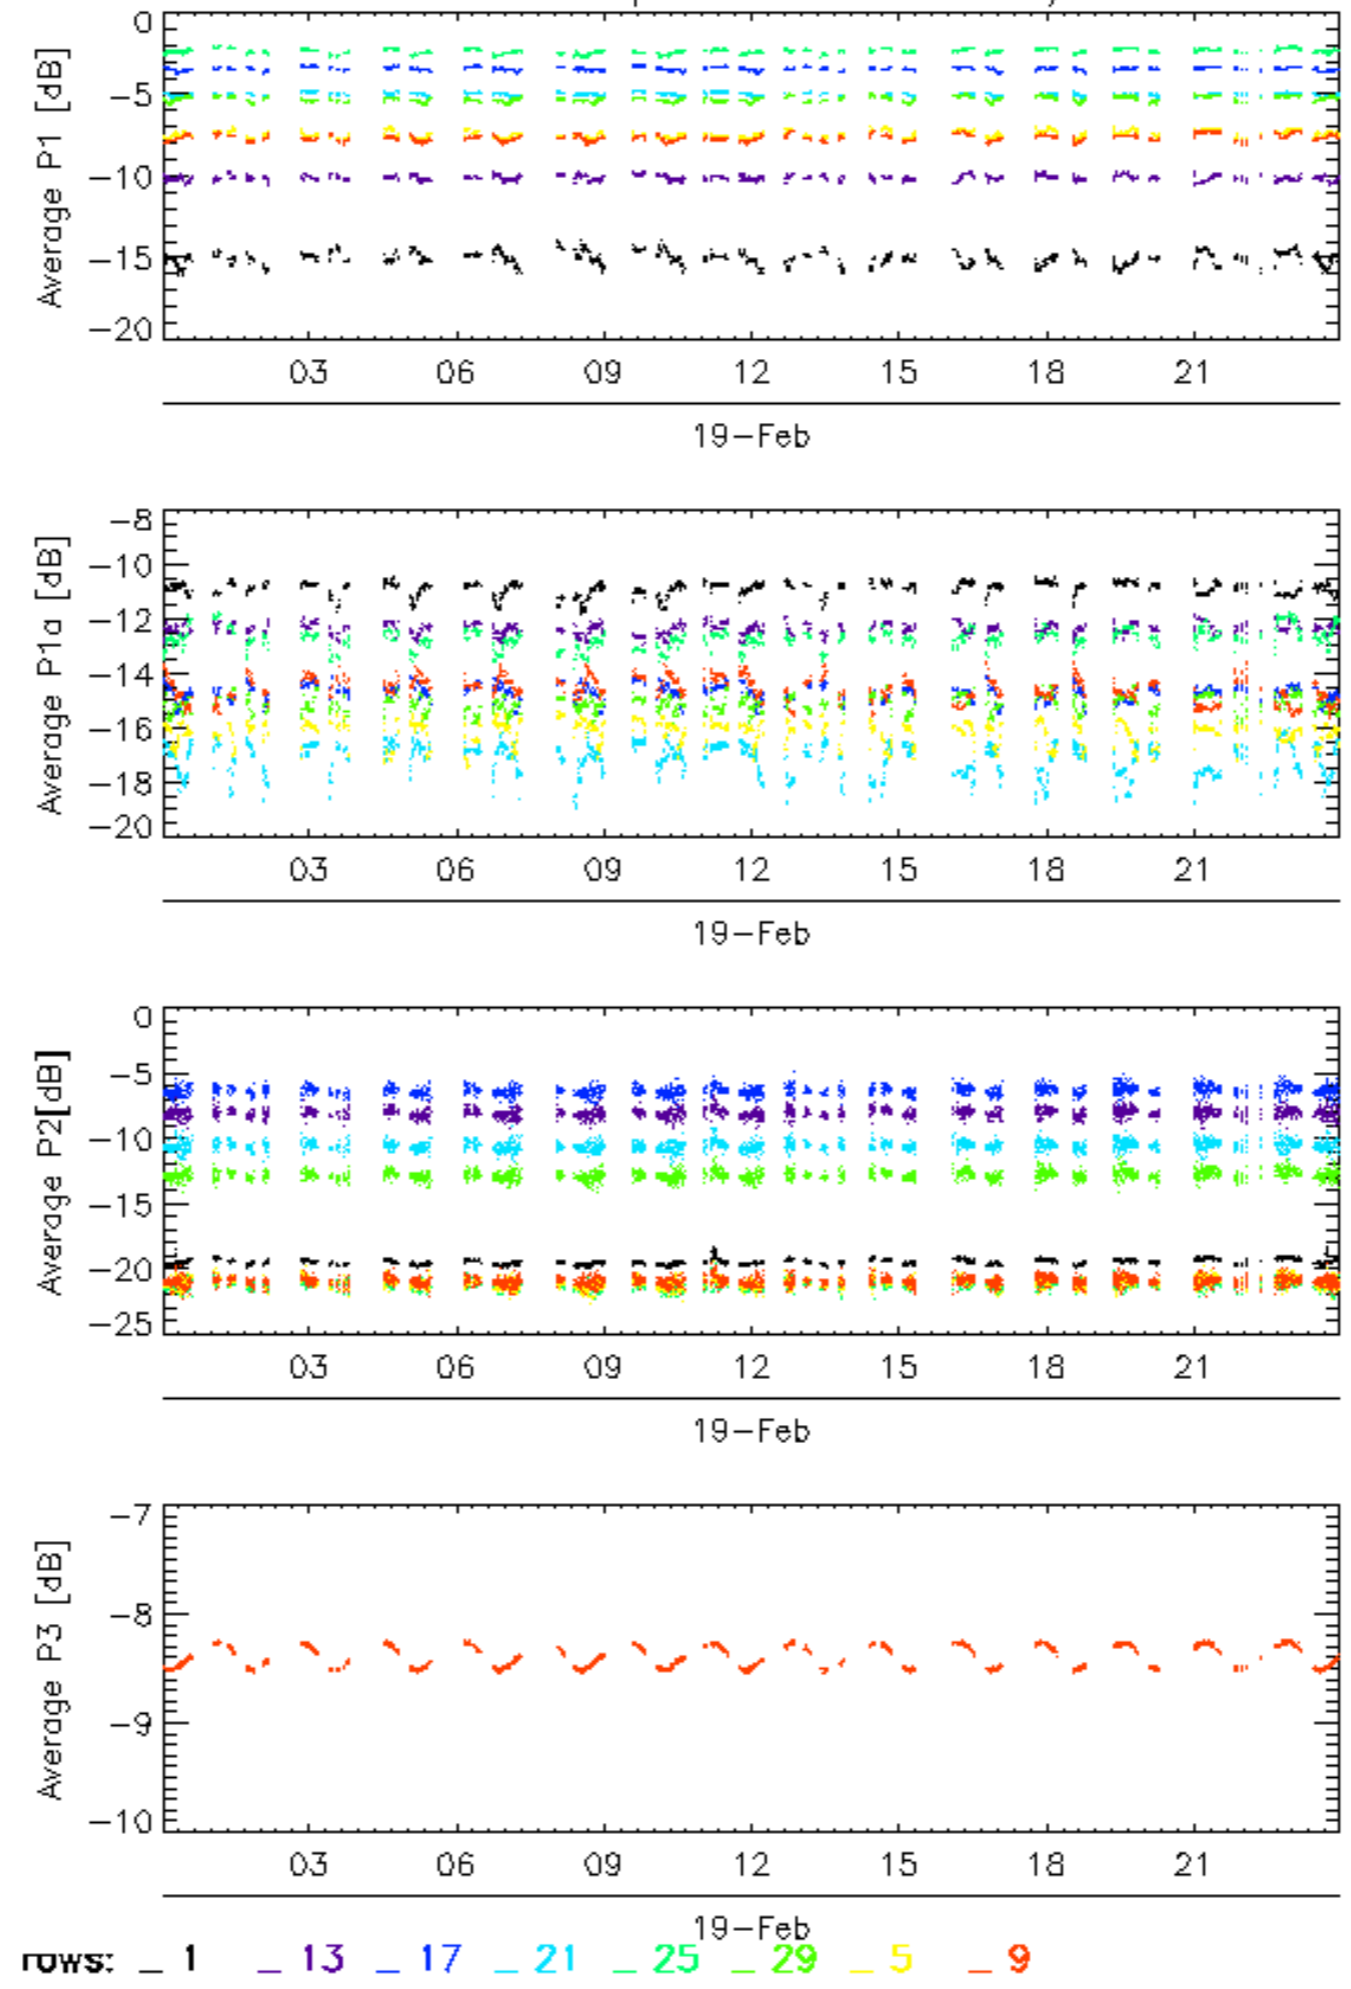 0
−5
−10
−15
−20
Average P1 [dB]
03 06 09 12 15 18 21
19−Feb
−8
−10
−12
−14
−16
−18
−20
Average P1a [dB]
03 06 09 12 15 18 21
19−Feb
0
−5
−10
−15
−20
−25
Average P2[dB]
03 06 09 12 15 18 21
19−Feb
−7
−8
−9
−10
Average P3 [dB]
03 06 09 12 15 18 21
19−Feb
rows: _ 1 _ 13 _ 17 _ 21 _ 25 _ 29 _ 5 _ 9